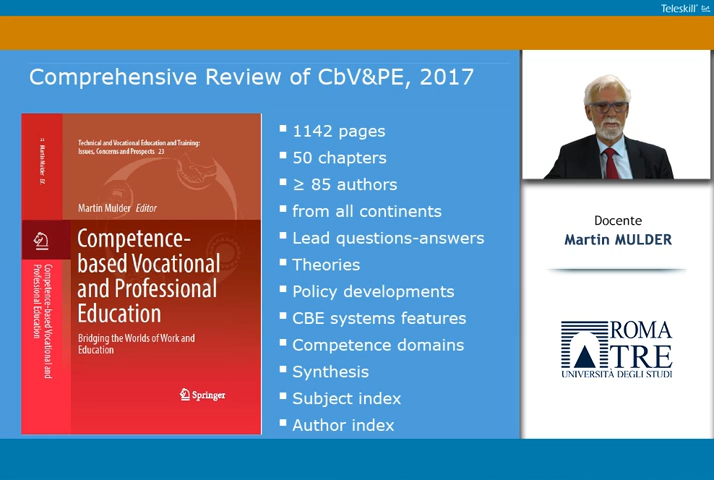 Teleskill
Comprehensive Review of CbV&PE, 2017
Technical and Vocational Education and Training:
Issues, Concerns and Prospects 23
Martin Mulder Editor
Competence-
based Vocational
and Professional
Education
Bridging the Worlds of Work and
Education
Springer
Competence-based Vocational and
Professional Education
1142 pages
50 chapters
≥ 85 authors
from all continents
Lead questions-answers
Theories
Policy developments
CBE systems features
Competence domains
Synthesis
Subject index
Author index
Docente
Martin MULDER
ROMA
TRE
UNIVERSITÀ DEGLI STUDI